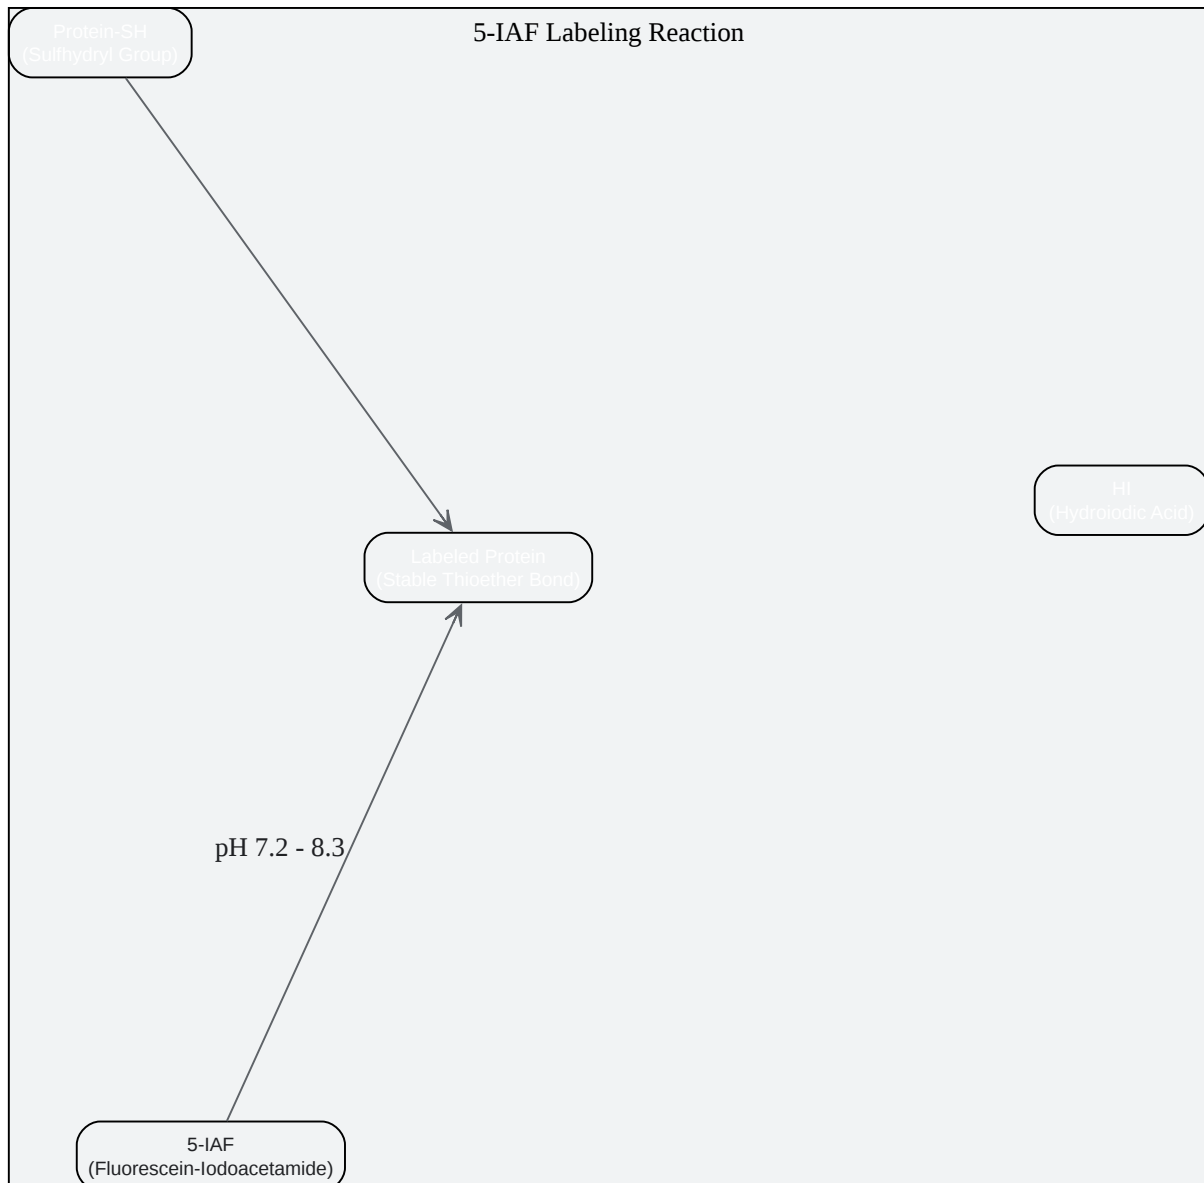 5-IAF Labeling Reaction
Protein-SH
(Sulfhydryl Group)
HI
(Hydroiodic Acid)
Labeled Protein
(Stable Thioether Bond)
pH 7.2 - 8.3
5-IAF
(Fluorescein-Iodoacetamide)